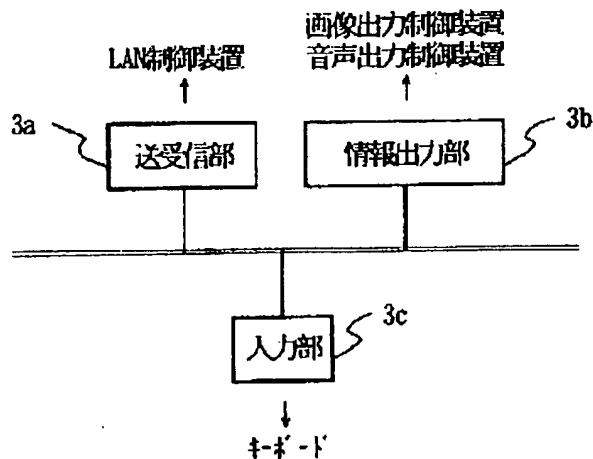 画像出力制御装置
LAN制御装置
音声出力制御装置
3a
送受信部
情報出力部
3b
入力部
3c
ｷｰﾎﾞｰﾄﾞ